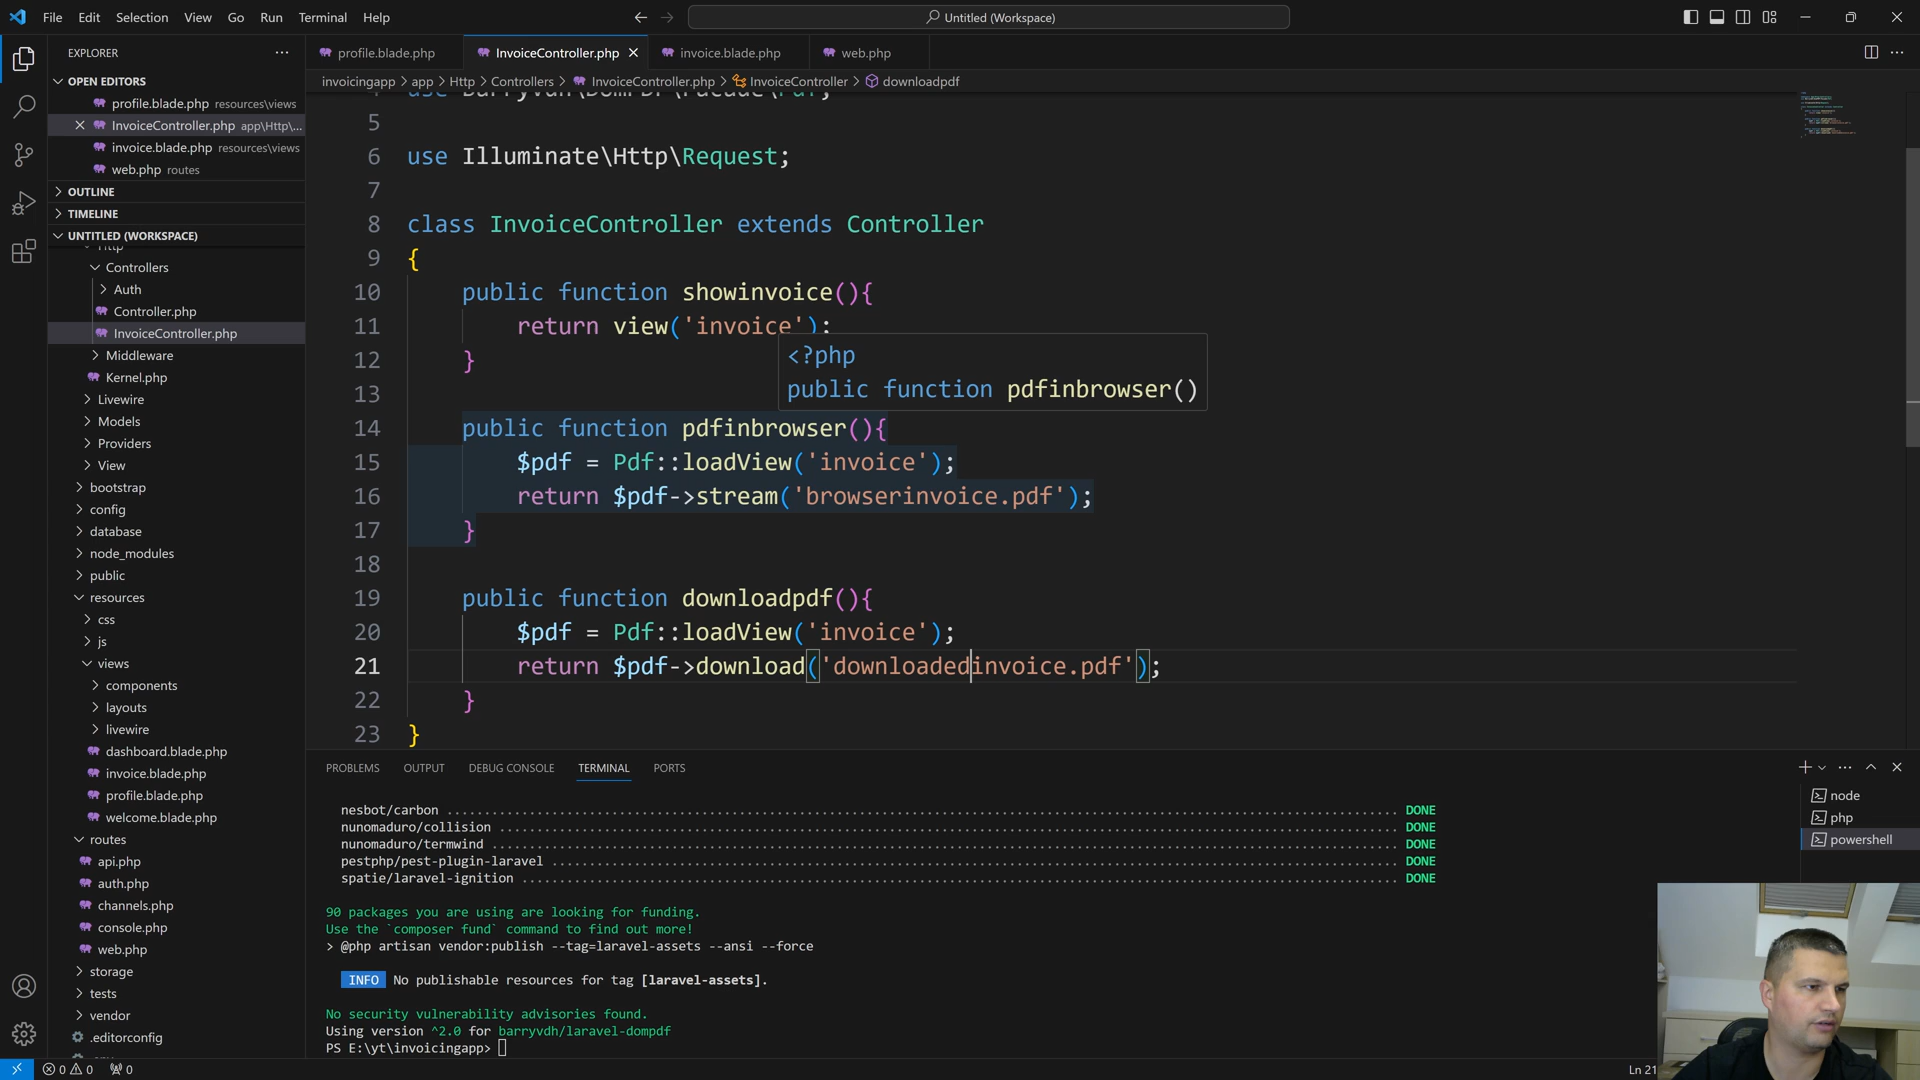 File Edit Selection View Go Run Terminal Help
Untitled (Workspace)
EXPLORER
OPEN EDITORS
profile.blade.php resources\views
InvoiceController.php app\Http\...
invoice.blade.php resources\views
web.php routes
OUTLINE
TIMELINE
UNTITLED (WORKSPACE)
Http
Controllers
Auth
Controller.php
InvoiceController.php
Middleware
Kernel.php
Livewire
Models
Providers
View
bootstrap
config
database
node_modules
public
resources
css
js
views
components
layouts
livewire
dashboard.blade.php
invoice.blade.php
profile.blade.php
welcome.blade.php
routes
api.php
auth.php
channels.php
console.php
web.php
storage
tests
vendor
.editorconfig
profile.blade.php InvoiceController.php invoice.blade.php web.php
invoicingapp > app > Http > Controllers > InvoiceController.php > InvoiceController > downloadpdf
4 use Barryvdh\DomPDF\Facade\Pdf;
5
6 use Illuminate\Http\Request;
7
8 class InvoiceController extends Controller
9 {
10 public function showinvoice(){
11 return view('invoice');
12 }
<?php
public function pdfinbrowser()
13
14 public function pdfinbrowser(){
15 $pdf = Pdf::loadView('invoice');
16 return $pdf->stream('browserinvoice.pdf');
17 }
18
19 public function downloadpdf(){
20 $pdf = Pdf::loadView('invoice');
21 return $pdf->download('downloadedinvoice.pdf');
22 }
23 }
PROBLEMS OUTPUT DEBUG CONSOLE TERMINAL PORTS
nesbot/carbon ........ DONE
nunomaduro/collision ........ DONE
nunomaduro/termwind ........ DONE
pestphp/pest-plugin-laravel ........ DONE
spatie/laravel-ignition ........ DONE
90 packages you are using are looking for funding.
Use the `composer fund` command to find out more!
> @php artisan vendor:publish --tag=laravel-assets --ansi --force
INFO No publishable resources for tag [laravel-assets].
No security vulnerability advisories found.
Using version ^2.0 for barryvdh/laravel-dompdf
PS E:\yt\invoicingapp>
node
php
powershell
0 0 0
Ln 21